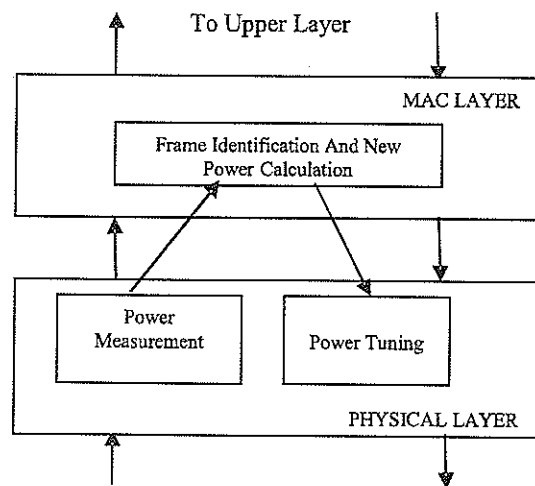 To Upper Layer
MAC LAYER
Frame Identification And New
Power Calculation
Power
Measurement
Power Tuning
PHYSICAL LAYER